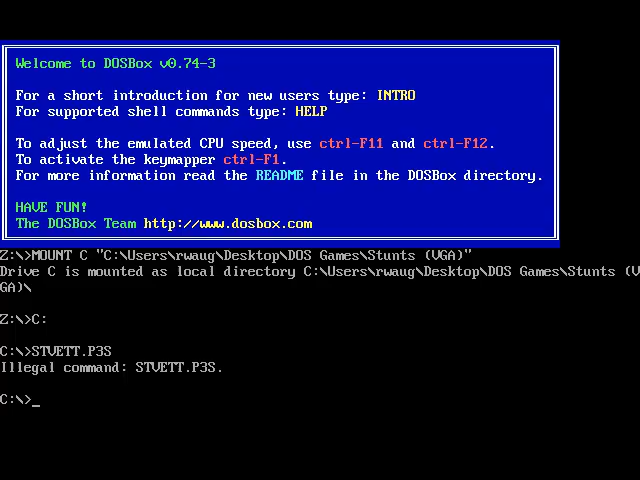 Welcome to DOSBox v0.74-3
For a short introduction for new users type: INTRO
For supported shell commands type: HELP
To adjust the emulated CPU speed, use ctrl-F11 and ctrl-F12.
To activate the keymapper ctrl-F1.
For more information read the README file in the DOSBox directory.
HAVE FUN!
The DOSBox Team http://www.dosbox.com
Z:\>MOUNT C "C:\Users\rwaug\Desktop\DOS Games\Stunts (VGA)"
Drive C is mounted as local directory C:\Users\rwaug\Desktop\DOS Games\Stunts (V
GA)\
Z:\>C:
C:\>STVETT.P3S
Illegal command: STVETT.P3S.
C:\>_